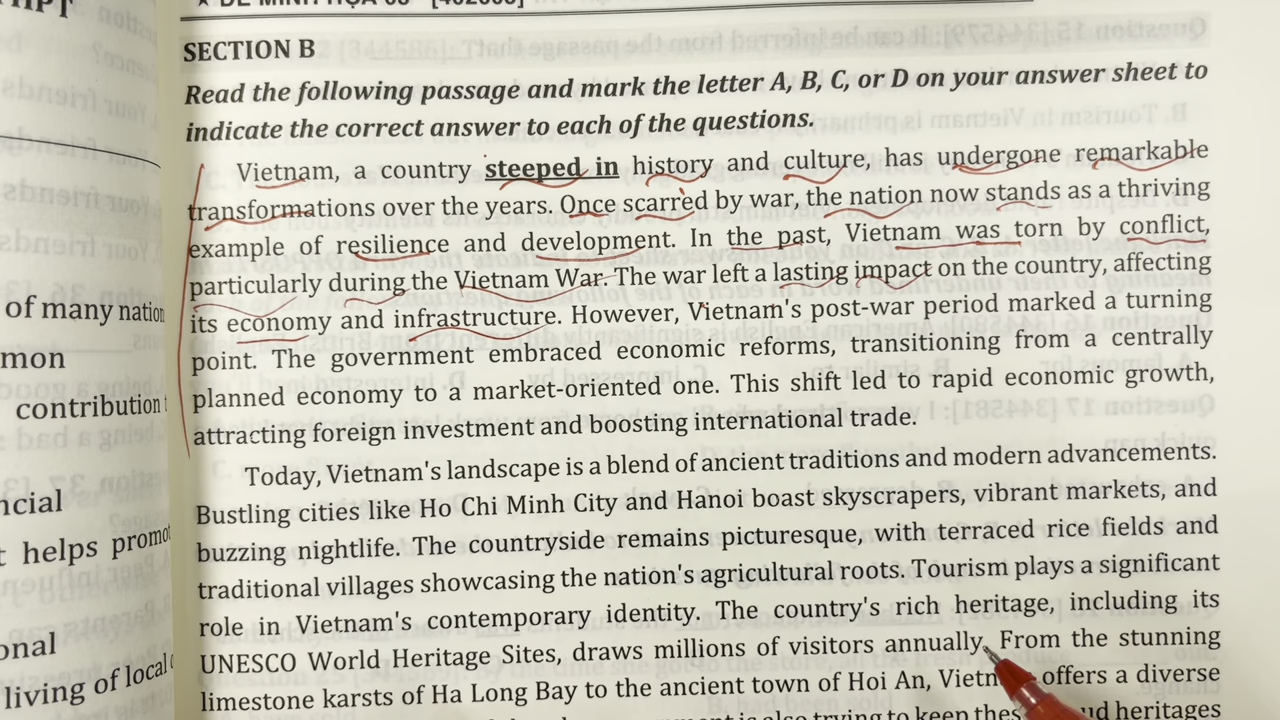 ĐỀ MINH HỌA
SECTION B
Read the following passage and mark the letter A, B, C, or D on your answer sheet to
indicate the correct answer to each of the questions.
Vietnam, a country steeped in history and culture, has undergone remarkable
transformations over the years. Once scarred by war, the nation now stands as a thriving
example of resilience and development. In the past, Vietnam was torn by conflict,
particularly during the Vietnam War. The war left a lasting impact on the country, affecting
its economy and infrastructure. However, Vietnam's post-war period marked a turning
point. The government embraced economic reforms, transitioning from a centrally
planned economy to a market-oriented one. This shift led to rapid economic growth,
attracting foreign investment and boosting international trade.
Today, Vietnam's landscape is a blend of ancient traditions and modern advancements.
Bustling cities like Ho Chi Minh City and Hanoi boast skyscrapers, vibrant markets, and
buzzing nightlife. The countryside remains picturesque, with terraced rice fields and
traditional villages showcasing the nation's agricultural roots. Tourism plays a significant
role in Vietnam's contemporary identity. The country's rich heritage, including its
UNESCO World Heritage Sites, draws millions of visitors annually. From the stunning
limestone karsts of Ha Long Bay to the ancient town of Hoi An, offers a diverse
is also trying to keep heritages
of many nation
mon
contribution
ncial
helps promo
onal
living of local